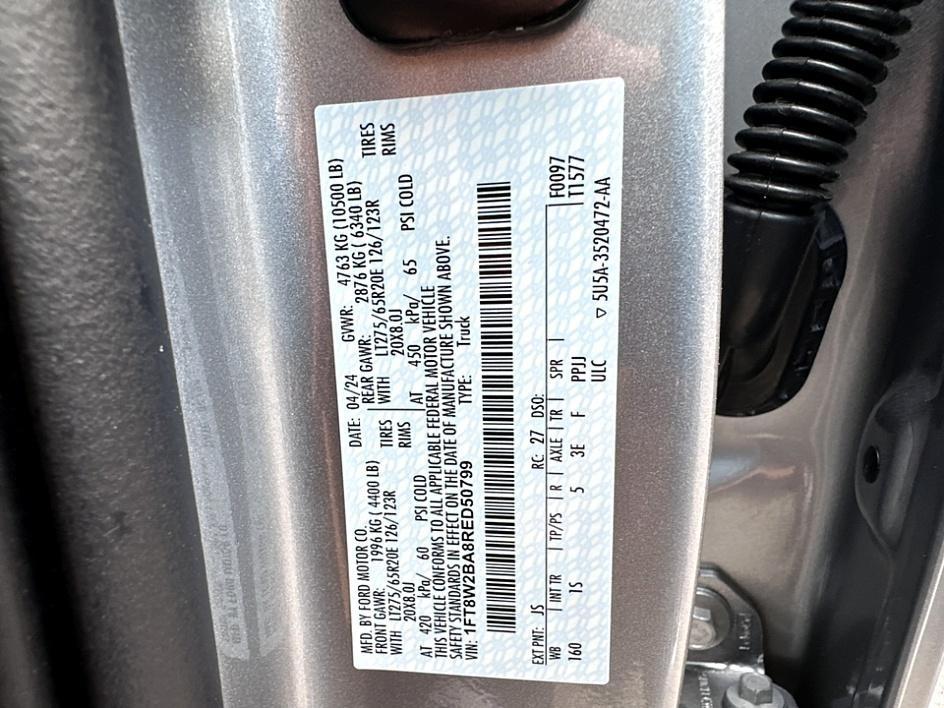 MFD. BY FORD MOTOR CO. DATE: 04/24 GVWR: 4763 KG (10500 LB)
FRONT GAWR: 1996 KG ( 4400 LB) REAR GAWR: 2876 KG ( 6340 LB)
WITH LT275/65R20E 126/123R TIRES WITH LT275/65R20E 126/123R TIRES
20X8.0J RIMS 20X8.0J RIMS
AT 420 kPa/ 60 PSI COLD AT 450 kPa/ 65 PSI COLD
THIS VEHICLE CONFORMS TO ALL APPLICABLE FEDERAL MOTOR VEHICLE
SAFETY STANDARDS IN EFFECT ON THE DATE OF MANUFACTURE SHOWN ABOVE.
VIN: 1FT8W2BA8RED50799 TYPE: Truck
EXT PNT: JS RC: 27 DSO: F0097
WB INT TR TP/PS R AXLE TR SPR T1577
160 1S 5 3E F PPJJ
ULC 5U5A-3520472-AA